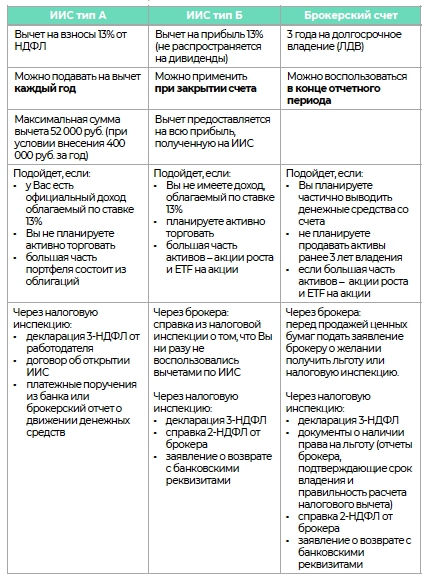 ИИС тип А
ИИС тип Б
Брокерский счет
Вычет на взносы 13% от
НДФЛ
Вычет на прибыль 13%
(не распространяется
на дивиденды)
3 года на долгосрочное
владение (ЛДВ)
Можно подавать на вычет
каждый год
Можно применить
при закрытии счета
Можно воспользоваться
в конце отчетного
периода
Максимальная сумма
вычета 52 000 руб. (при
условии внесения 400
000 руб. за год)
Вычет предоставляется
на всю прибыль,
полученную на ИИС
Подойдет, если:
• у Вас есть
официальный доход
облагаемый по ставке
13%
• Вы не планируете
активно торговать
• большая часть
портфеля состоит из
облигаций
Подойдет, если:
• Вы не имеете доход,
облагаемый по ставке
13%
• планируете активно
торговать
• большая часть
активов – акции роста
и ETF на акции
Подойдет, если:
• Вы планируете
частично выводить
денежные средства со
счета
• не планируете
продавать активы
ранее 3 лет владения
• если большая часть
активов – акции роста
и ETF на акции
Через налоговую
инспекцию:
• декларация 3-НДФЛ от
работодателя
• договор об открытии
ИИС
• платежные поручения
из банка или
брокерский отчет о
движении денежных
средств
Через брокера:
справка из налоговой
инспекции о том, что Вы
ни разу не
воспользовались
вычетами по ИИС
Через налоговую
инспекцию:
• декларация 3-НДФЛ
• справка 2-НДФЛ от
брокера
• заявление о возврате
с банковскими
реквизитами
Через брокера:
перед продажей ценных
бумаг подать заявление
брокеру о желании
получить льготу или
налоговую инспекцию.
Через налоговую
инспекцию:
• декларация 3-НДФЛ
• документы о наличии
права на льготу (отчеты
брокера,
подтверждающие срок
владения и
правильность расчета
налогового вычета)
• справка 2-НДФЛ от
брокера
• заявление о возврате с
банковскими
реквизитами